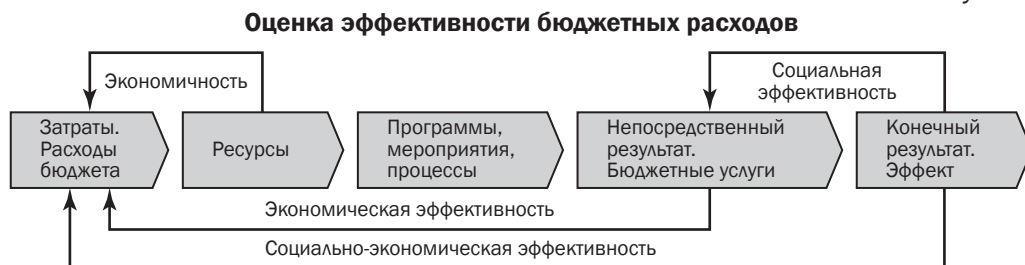 Оценка эффективности бюджетных расходов
Экономичность
Социальная
эффективность
Затраты.
Расходы
бюджета
Ресурсы
Программы,
мероприятия,
процессы
Непосредственный
результат.
Бюджетные услуги
Конечный
результат.
Эффект
Экономическая эффективность
Социально-экономическая эффективность